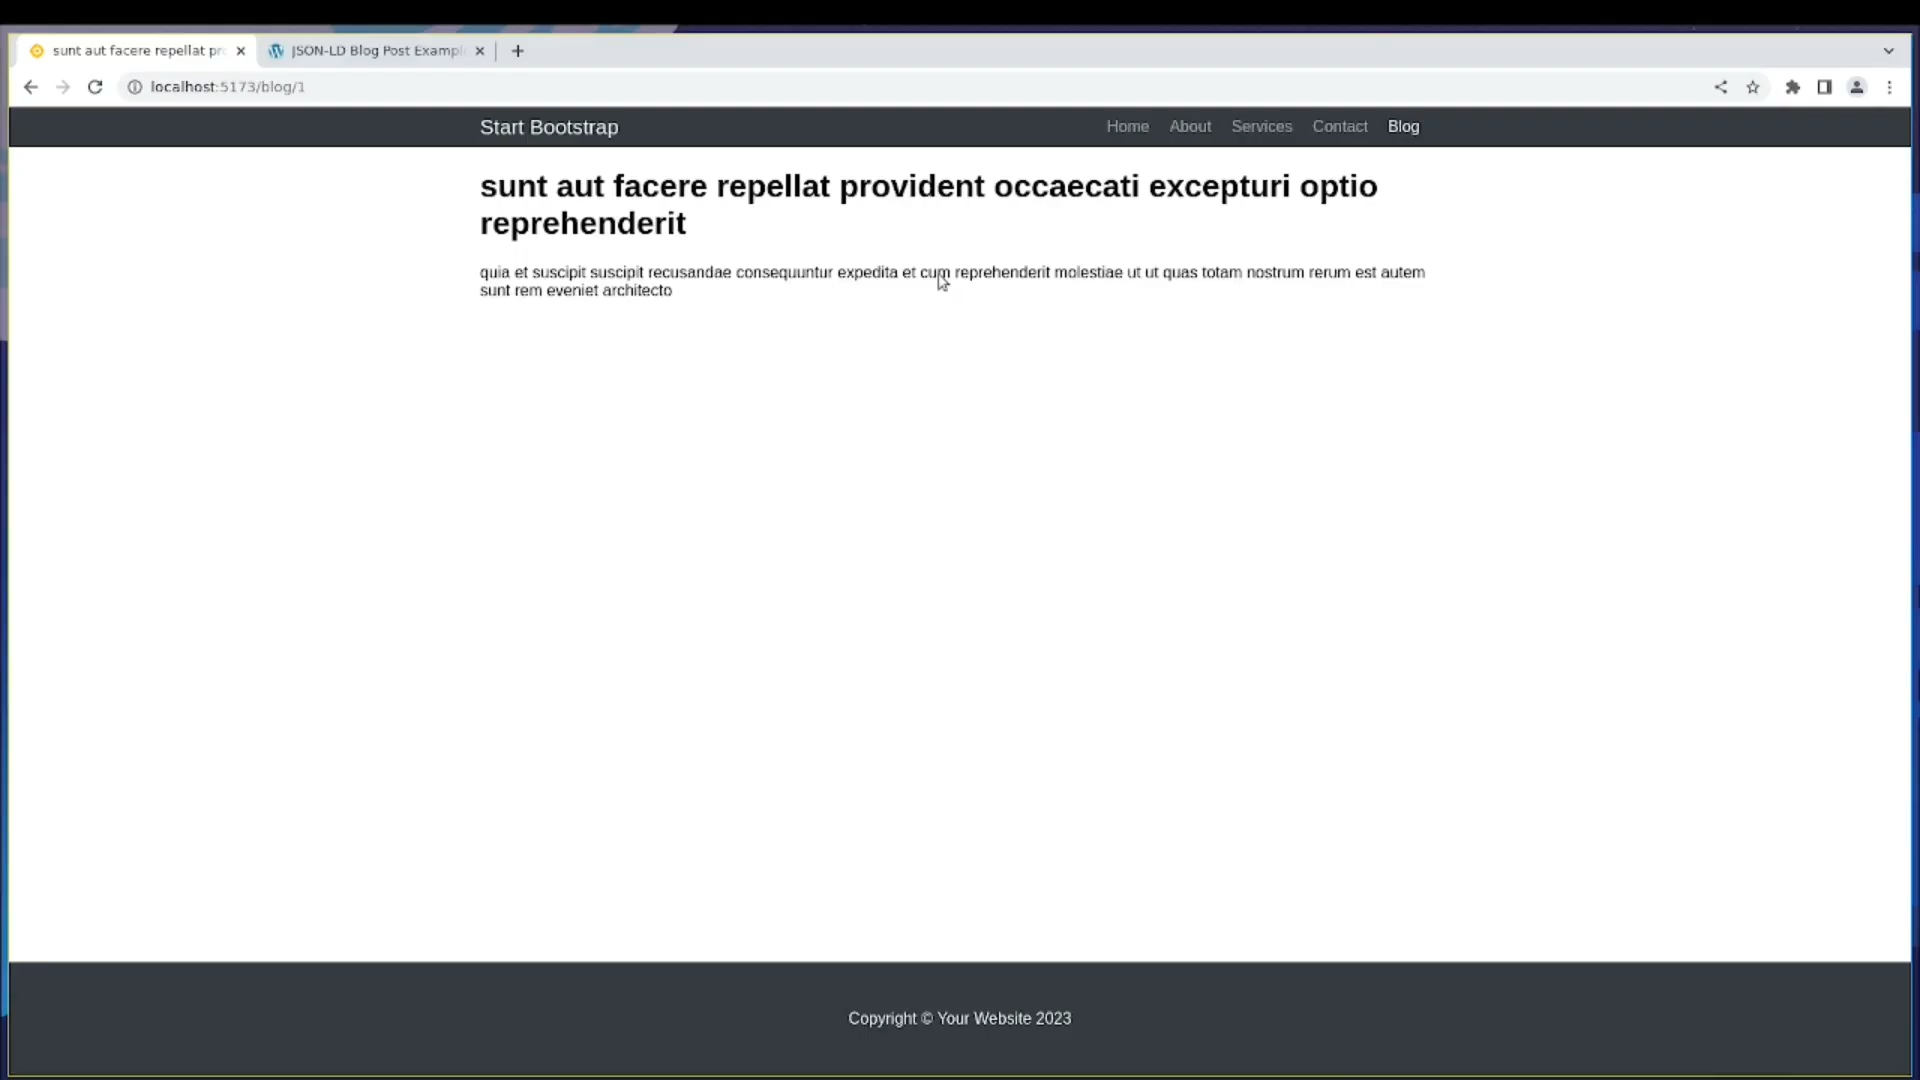 sunt aut facere repellat pr
JSON-LD Blog Post Exampl
localhost:5173/blog/1
Start Bootstrap
Home
About
Services
Contact
Blog
sunt aut facere repellat provident occaecati excepturi optio
reprehenderit
quia et suscipit suscipit recusandae consequuntur expedita et cum reprehenderit molestiae ut ut quas totam nostrum rerum est autem
sunt rem eveniet architecto
Copyright © Your Website 2023